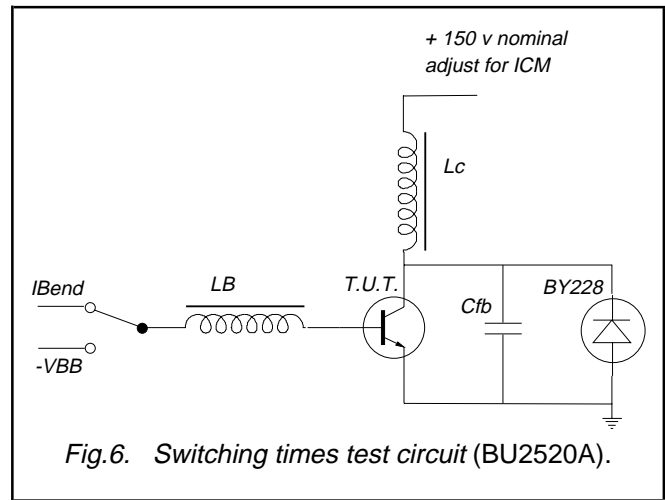 + 150 v nominal
adjust for ICM
Lc
IBend
LB
T.U.T.
Cfb
BY228
-VBB
Fig.6. Switching times test circuit (BU2520A).